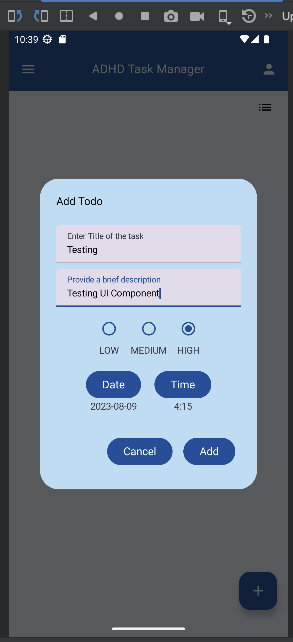 Up
10:39
ADHD Task Manager
Add Todo
Enter Title of the task
Testing
Provide a brief description
Testing UI Component
LOW MEDIUM HIGH
Date Time
2023-08-09 4:15
Cancel Add